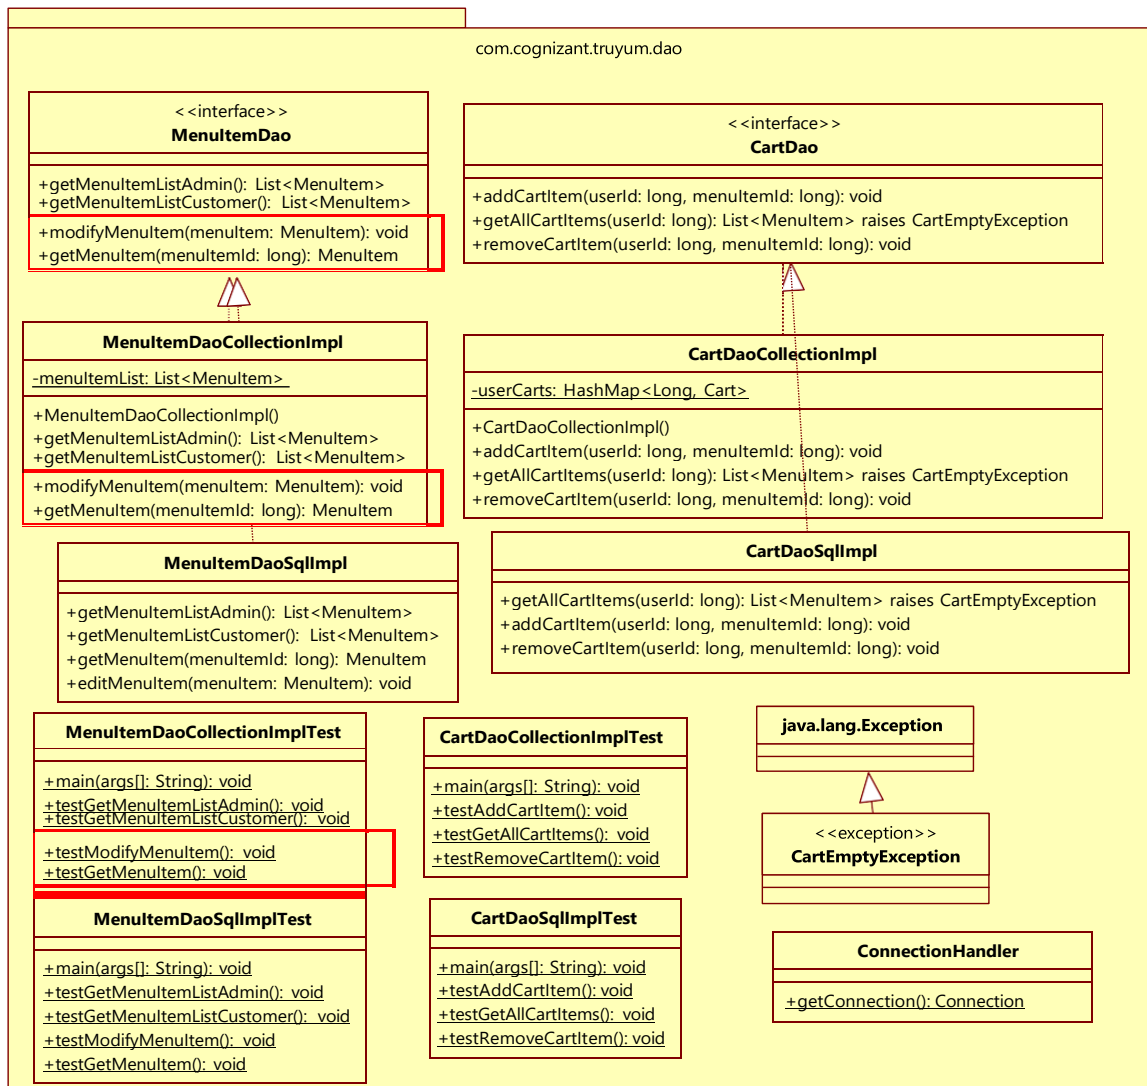 com.cognizant.truyum.dao
<<interface>>
MenuItemDao
+getMenuItemListAdmin(): List<MenuItem>
+getMenuItemListCustomer(): List<MenuItem>
+modifyMenuItem(menuItem: MenuItem): void
+getMenuItem(menuItemId: long): MenuItem
<<interface>>
CartDao
+addCartItem(userId: long, menuItemId: long): void
+getAllCartItems(userId: long): List<MenuItem> raises CartEmptyException
+removeCartItem(userId: long, menuItemId: long): void
MenuItemDaoCollectionImpl
-menuItemList: List<MenuItem>
+MenuItemDaoCollectionImpl()
+getMenuItemListAdmin(): List<MenuItem>
+getMenuItemListCustomer(): List<MenuItem>
+modifyMenuItem(menuItem: MenuItem): void
+getMenuItem(menuItemId: long): MenuItem
CartDaoCollectionImpl
-userCarts: HashMap<Long, Cart>
+CartDaoCollectionImpl()
+addCartItem(userId: long, menuItemId: long): void
+getAllCartItems(userId: long): List<MenuItem> raises CartEmptyException
+removeCartItem(userId: long, menuItemId: long): void
MenuItemDaoSqlImpl
+getMenuItemListAdmin(): List<MenuItem>
+getMenuItemListCustomer(): List<MenuItem>
+getMenuItem(menuItemId: long): MenuItem
+editMenuItem(menuItem: MenuItem): void
CartDaoSqlImpl
+getAllCartItems(userId: long): List<MenuItem> raises CartEmptyException
+addCartItem(userId: long, menuItemId: long): void
+removeCartItem(userId: long, menuItemId: long): void
MenuItemDaoCollectionImplTest
+main(args[]: String): void
+testGetMenuItemListAdmin(): void
+testGetMenuItemListCustomer(): void
+testModifyMenuItem(): void
+testGetMenuItem(): void
CartDaoCollectionImplTest
+main(args[]: String): void
+testAddCartItem(): void
+testGetAllCartItems(): void
+testRemoveCartItem(): void
java.lang.Exception
<<exception>>
CartEmptyException
MenuItemDaoSqlImplTest
+main(args[]: String): void
+testGetMenuItemListAdmin(): void
+testGetMenuItemListCustomer(): void
+testModifyMenuItem(): void
+testGetMenuItem(): void
CartDaoSqlImplTest
+main(args[]: String): void
+testAddCartItem(): void
+testGetAllCartItems(): void
+testRemoveCartItem(): void
ConnectionHandler
+getConnection(): Connection